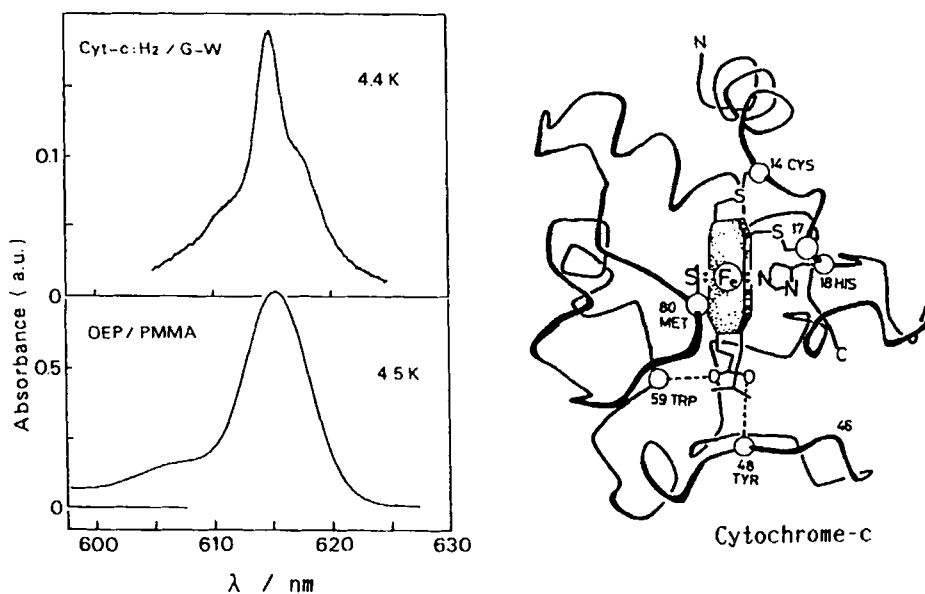 Cyt-c:H2 / G-W
4.4 K
0.1
0
OEP / PMMA
4.5 K
0.5
0
Absorbance ( a.u. )
600
610
620
630
λ / nm
N
14 CYS
S
S
17
S
Fe
N
N
18 HIS
80
MET
C
O
O
59 TRP
46
48
TYR
Cytochrome-c